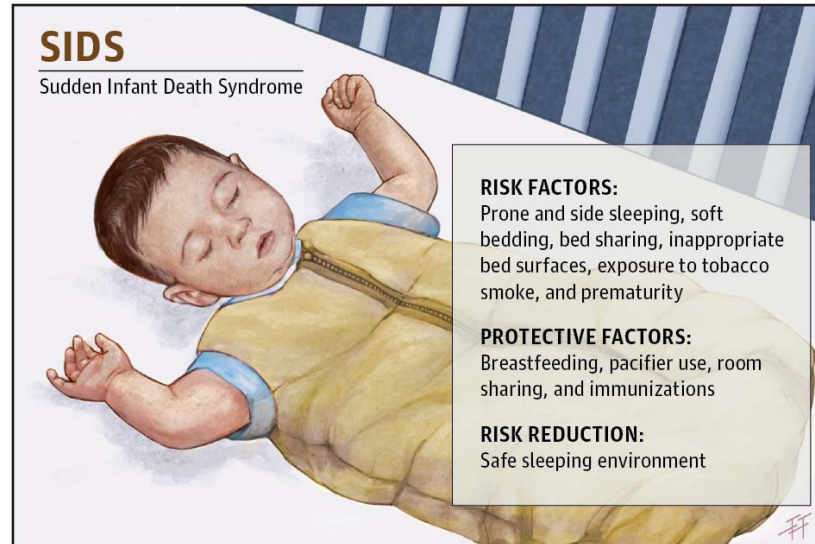 SIDS
Sudden Infant Death Syndrome
RISK FACTORS:
Prone and side sleeping, soft
bedding, bed sharing, inappropriate
bed surfaces, exposure to tobacco
smoke, and prematurity
PROTECTIVE FACTORS:
Breastfeeding, pacifier use, room
sharing, and immunizations
RISK REDUCTION:
Safe sleeping environment